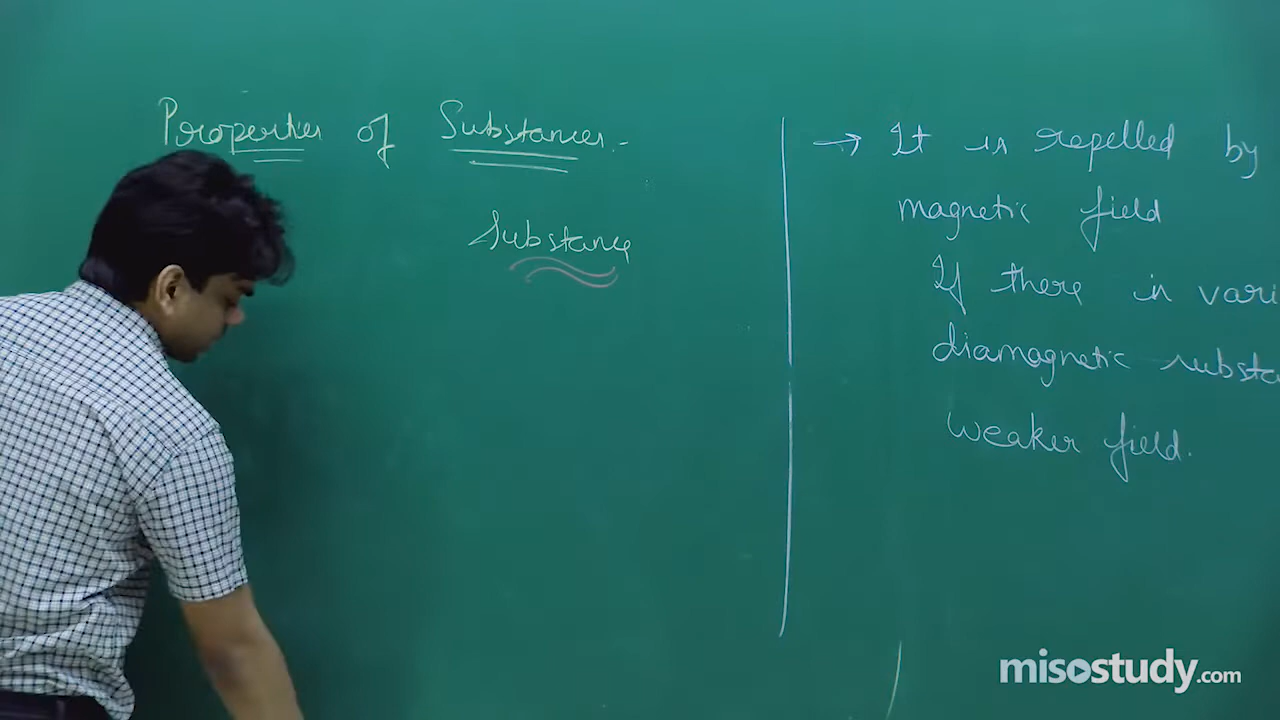 Properties of Substances.-
Substance
→ It is repelled by
magnetic field
If there in vari
diamagnetic substa
weaker field.
misostudy.com